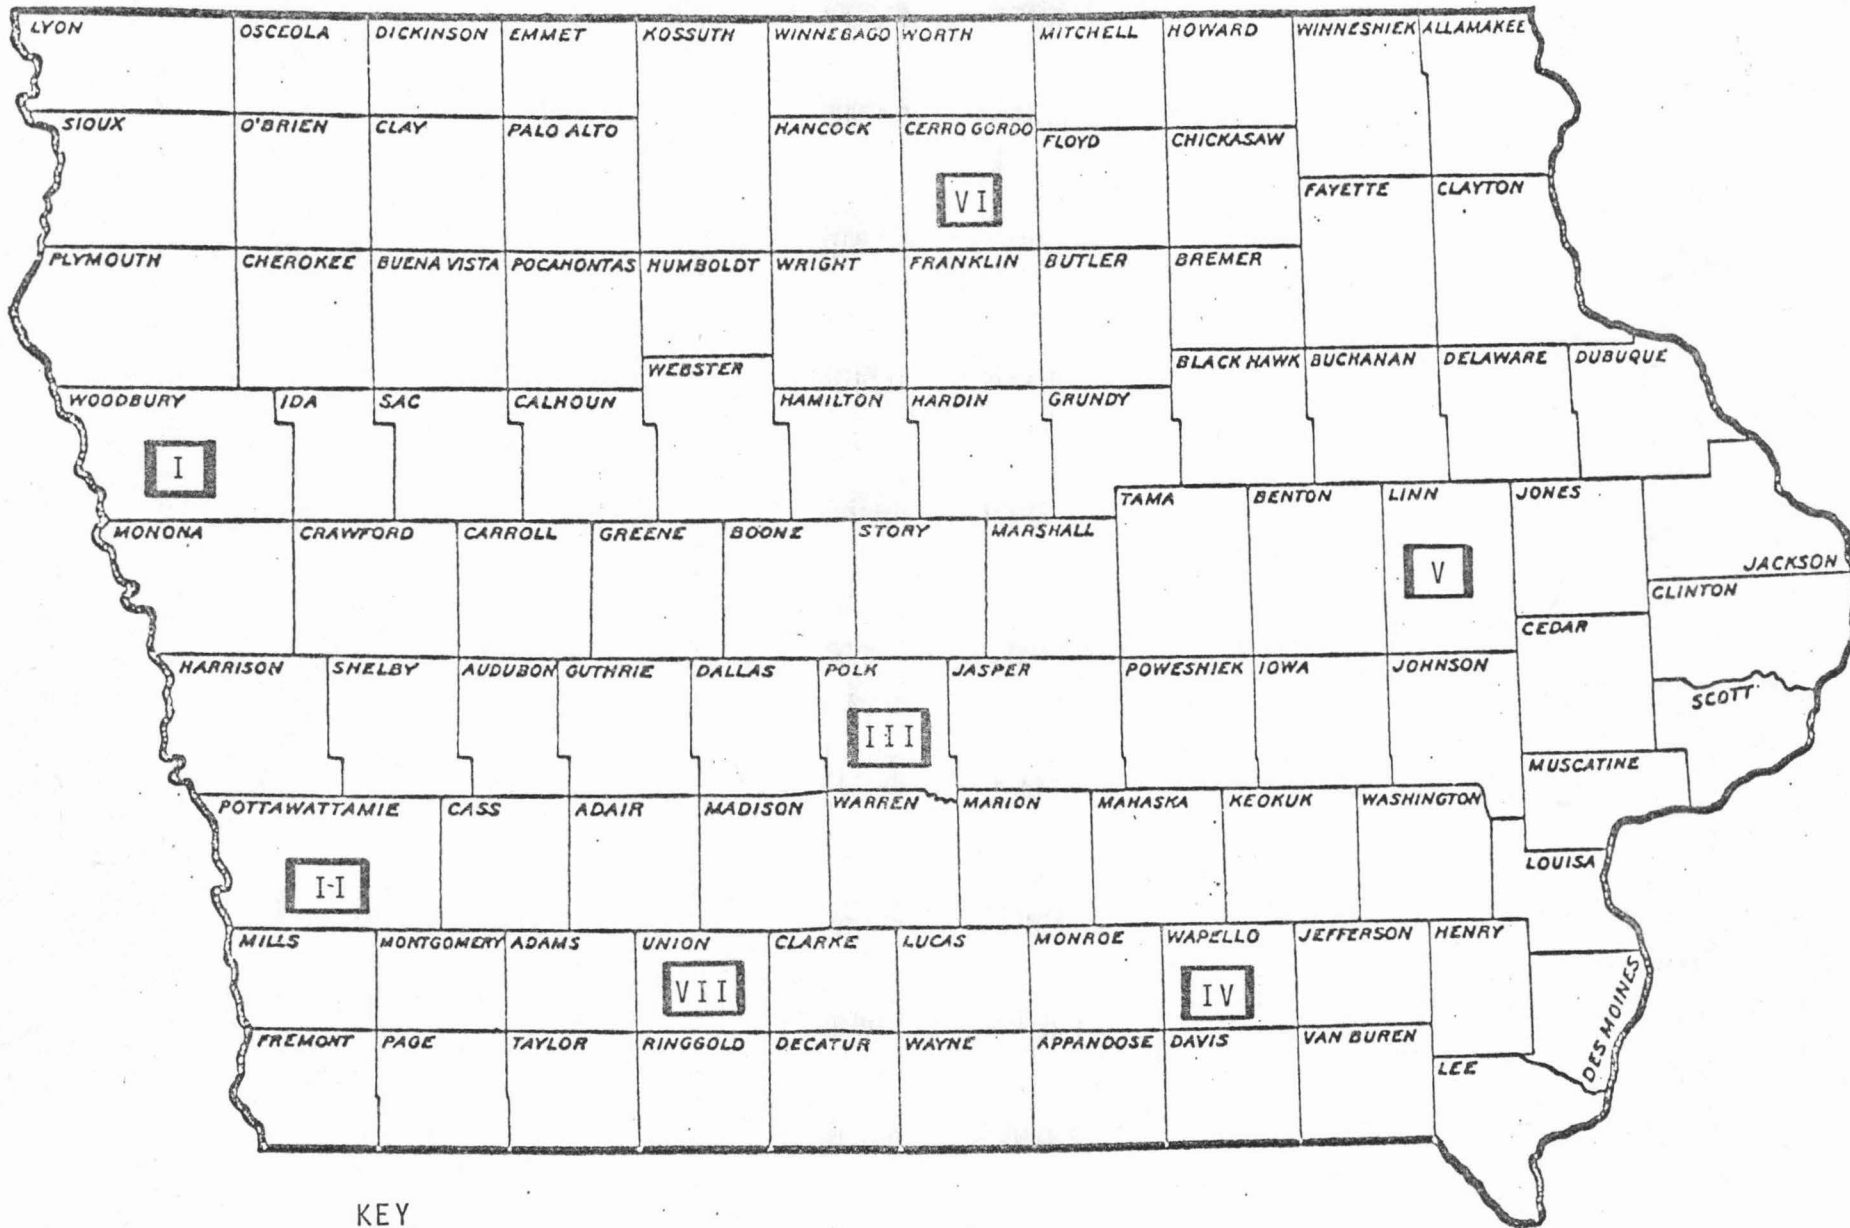 LYON OSCEOLA DICKINSON EMMET KOSSUTH WINNEBAGO WORTH MITCHELL HOWARD WINNESHIEK ALLAMAKEE
SIOUX O'BRIEN CLAY PALO ALTO HANCOCK CERRO GORDO FLOYD CHICKASAW
VI
FAYETTE CLAYTON
PLYMOUTH CHEROKEE BUENA VISTA POCAHONTAS HUMBOLDT WRIGHT FRANKLIN BUTLER BREMER
WEBSTER BLACK HAWK BUCHANAN DELAWARE DUBUQUE
WOODBURY IDA SAC CALHOUN HAMILTON HARDIN GRUNDY
I
TAMA BENTON LINN JONES
MONONA CRAWFORD CARROLL GREENE BOONE STORY MARSHALL
V
JACKSON
CLINTON
CEDAR
HARRISON SHELBY AUDUBON GUTHRIE DALLAS POLK JASPER POWESHIEK IOWA JOHNSON
SCOTT
III
MUSCATINE
POTTAWATTAMIE CASS ADAIR MADISON WARREN MARION MAHASKA KEOKUK WASHINGTON
LOUISA
I-I
MILLS MONTGOMERY ADAMS UNION CLARKE LUCAS MONROE WAPELLO JEFFERSON HENRY
VII IV
DES MOINES
FREMONT PAGE TAYLOR RINGGOLD DECATUR WAYNE APPANOOSE DAVIS VAN BUREN
LEE
KEY